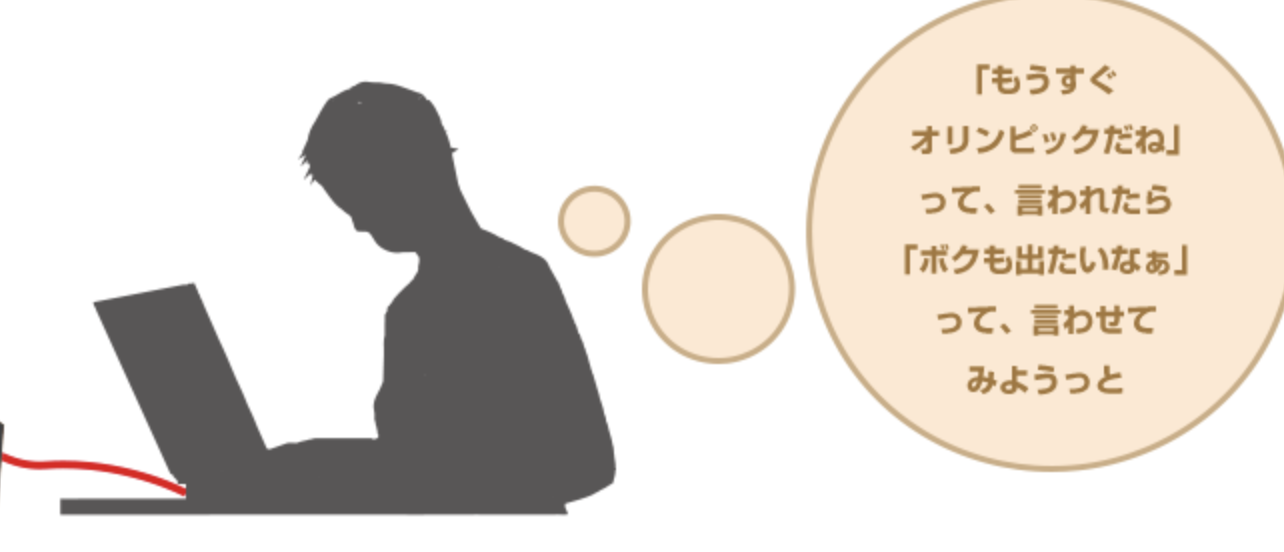 「もうすぐ
オリンピックだね」
って、言われたら
「ボクも出たいなぁ」
って、言わせて
みようっと